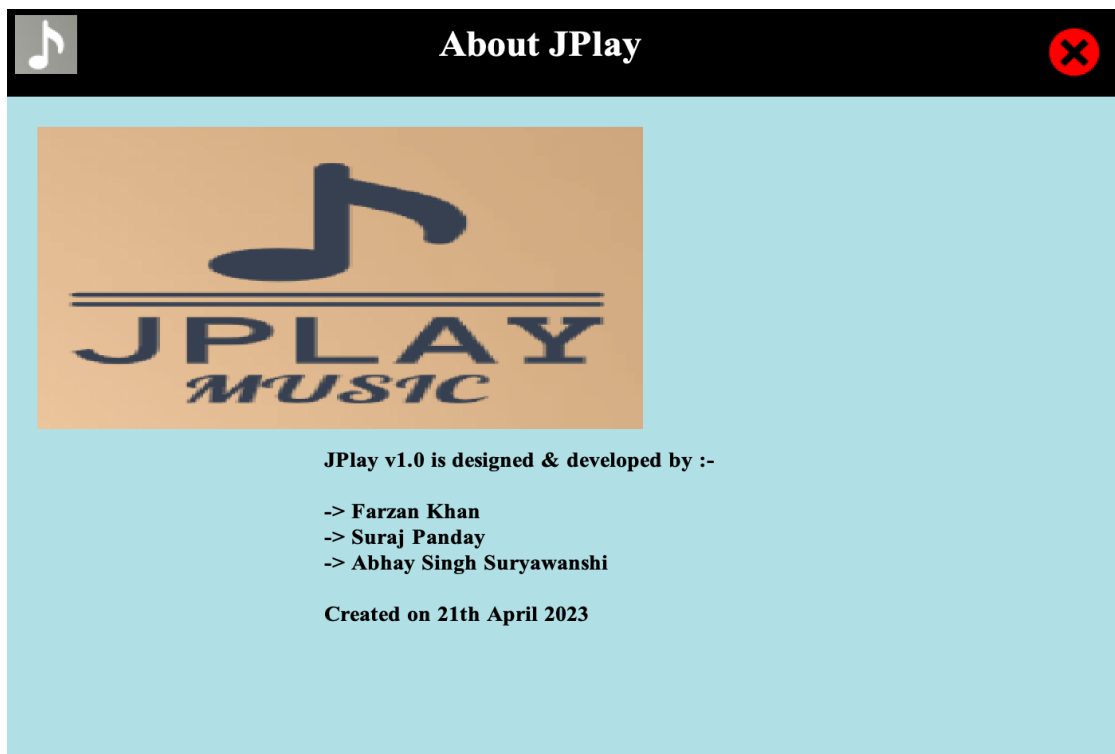 About JPlay
JPLAY
MUSIC
JPlay v1.0 is designed & developed by :-
-> Farzan Khan
-> Suraj Panday
-> Abhay Singh Suryawanshi
Created on 21th April 2023